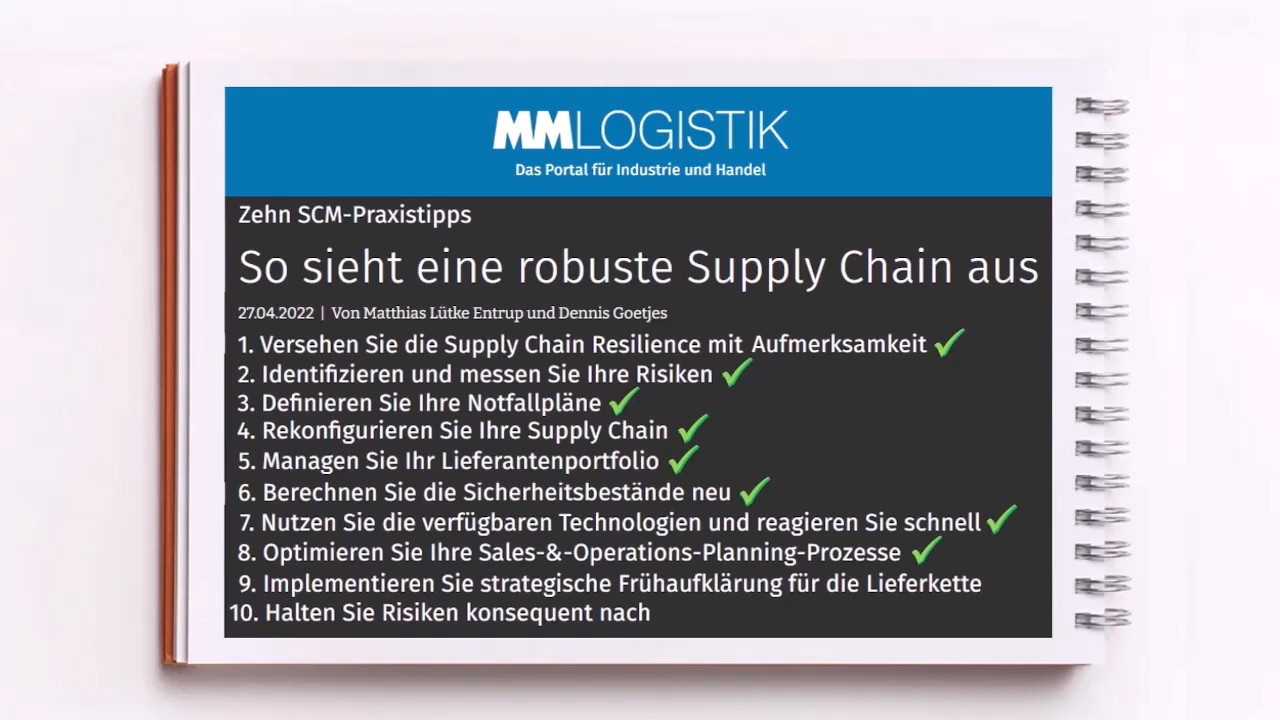 MMLOGISTIK
Das Portal für Industrie und Handel
Zehn SCM-Praxistipps
So sieht eine robuste Supply Chain aus
27.04.2022 | Von Matthias Lütke Entrup und Dennis Goetjes
1. Versehen Sie die Supply Chain Resilience mit Aufmerksamkeit
2. Identifizieren und messen Sie Ihre Risiken
3. Definieren Sie Ihre Notfallpläne
4. Rekonfigurieren Sie Ihre Supply Chain
5. Managen Sie Ihr Lieferantenportfolio
6. Berechnen Sie die Sicherheitsbestände neu
7. Nutzen Sie die verfügbaren Technologien und reagieren Sie schnell
8. Optimieren Sie Ihre Sales-&-Operations-Planning-Prozesse
9. Implementieren Sie strategische Frühaufklärung für die Lieferkette
10. Halten Sie Risiken konsequent nach